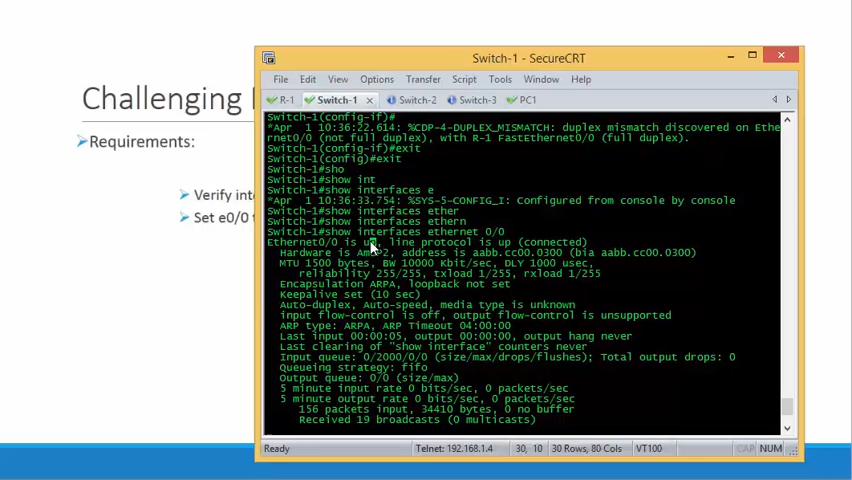 Challenging
Requirements:
Verify int
Set e0/0 t
Switch-1 - SecureCRT
File Edit View Options Transfer Script Tools Window Help
R-1 Switch-1 Switch-2 Switch-3 PC1
Switch-1(config-if)#
*Apr  1 10:36:22.614: %CDP-4-DUPLEX_MISMATCH: duplex mismatch discovered on Ethe
rnet0/0 (not full duplex), with R-1 FastEthernet0/0 (full duplex).
Switch-1(config-if)#exit
Switch-1(config)#exit
Switch-1#sho
Switch-1#show int
Switch-1#show interfaces e
*Apr  1 10:36:33.754: %SYS-5-CONFIG_I: Configured from console by console
Switch-1#show interfaces ether
Switch-1#show interfaces ethern
Switch-1#show interfaces ethernet 0/0
Ethernet0/0 is up, line protocol is up (connected)
Hardware is AmdP2, address is aabb.cc00.0300 (bia aabb.cc00.0300)
MTU 1500 bytes, BW 10000 Kbit/sec, DLY 1000 usec,
reliability 255/255, txload 1/255, rxload 1/255
Encapsulation ARPA, loopback not set
Keepalive set (10 sec)
Auto-duplex, Auto-speed, media type is unknown
input flow-control is off, output flow-control is unsupported
ARP type: ARPA, ARP Timeout 04:00:00
Last input 00:00:05, output 00:00:00, output hang never
Last clearing of "show interface" counters never
Input queue: 0/2000/0/0 (size/max/drops/flushes); Total output drops: 0
Queueing strategy: fifo
Output queue: 0/0 (size/max)
5 minute input rate 0 bits/sec, 0 packets/sec
5 minute output rate 0 bits/sec, 0 packets/sec
156 packets input, 34410 bytes, 0 no buffer
Received 19 broadcasts (0 multicasts)
Ready Telnet: 192.168.1.4 30, 10 30 Rows, 80 Cols VT100 CAP NUM